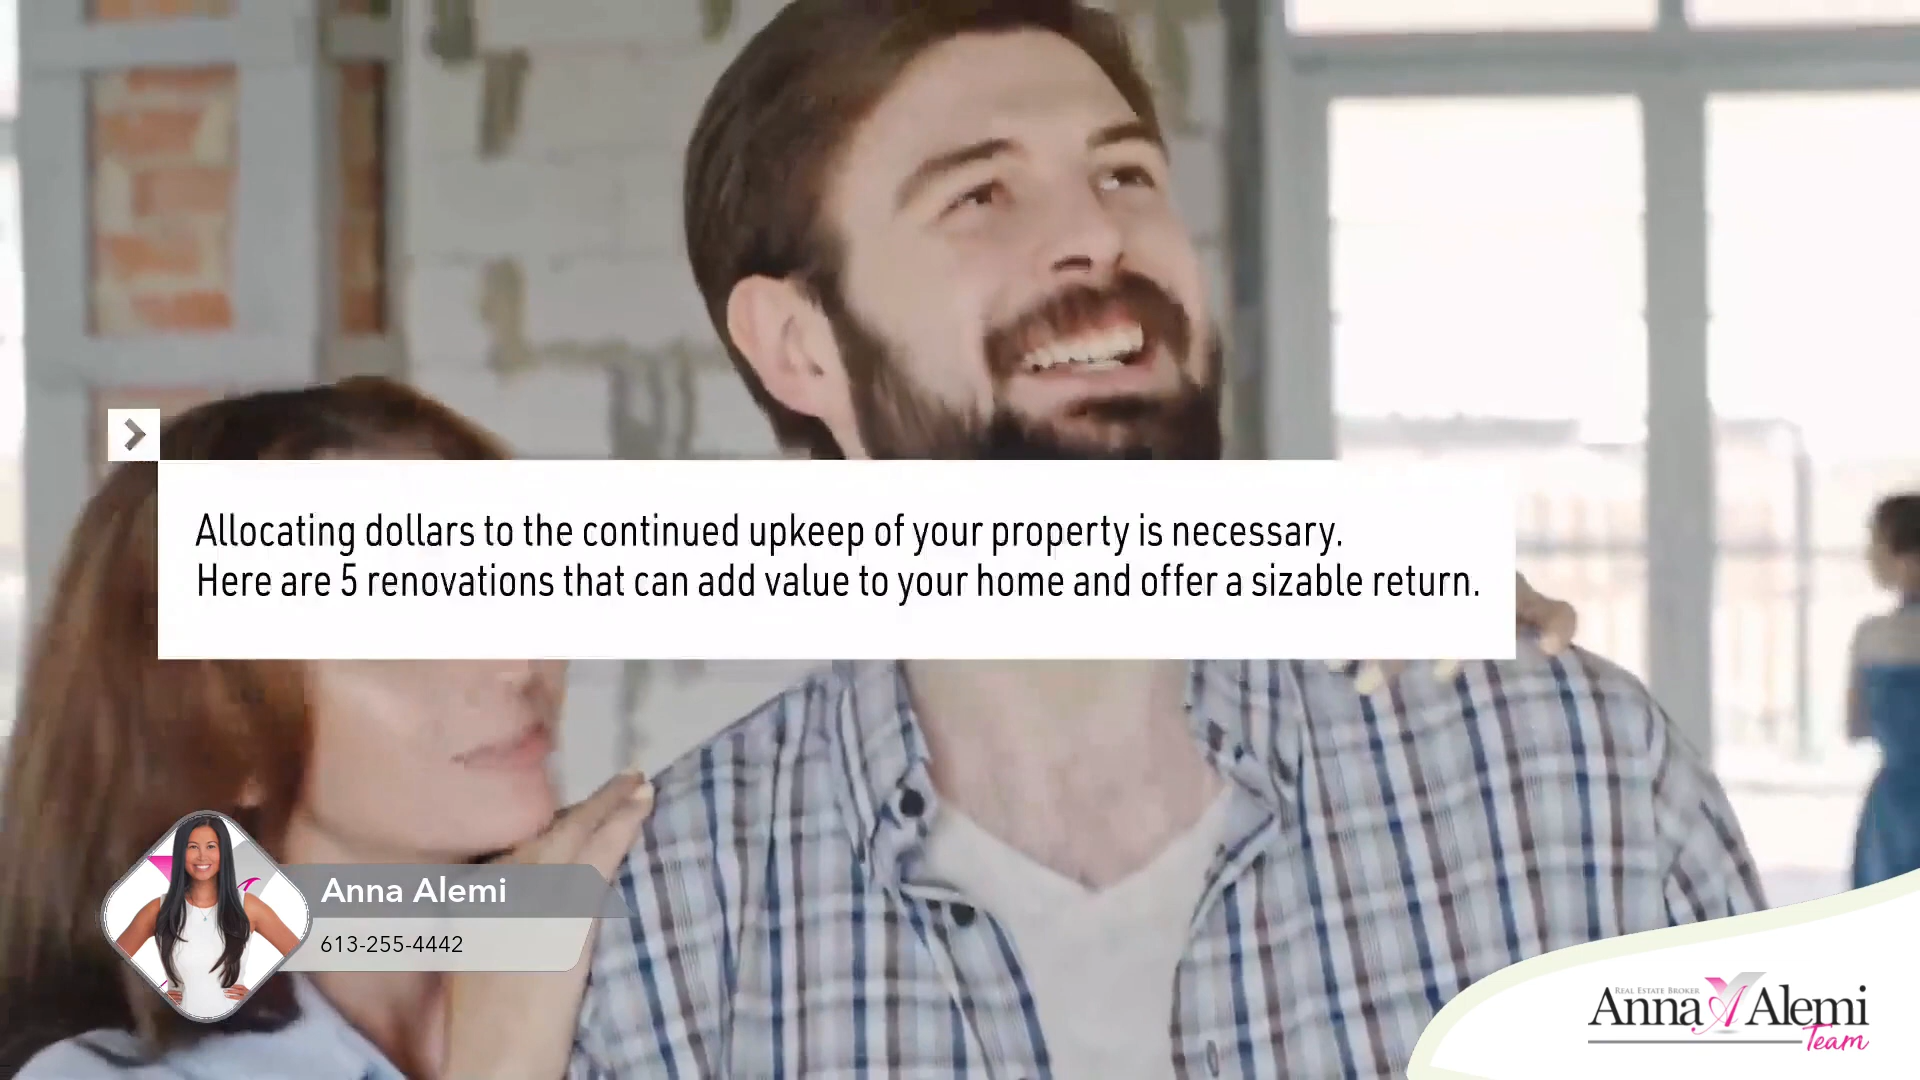 Allocating dollars to the continued upkeep of your property is necessary.
Here are 5 renovations that can add value to your home and offer a sizable return.
Anna Alemi
613-255-4442
REAL ESTATE BROKER
Anna A Alemi
Team